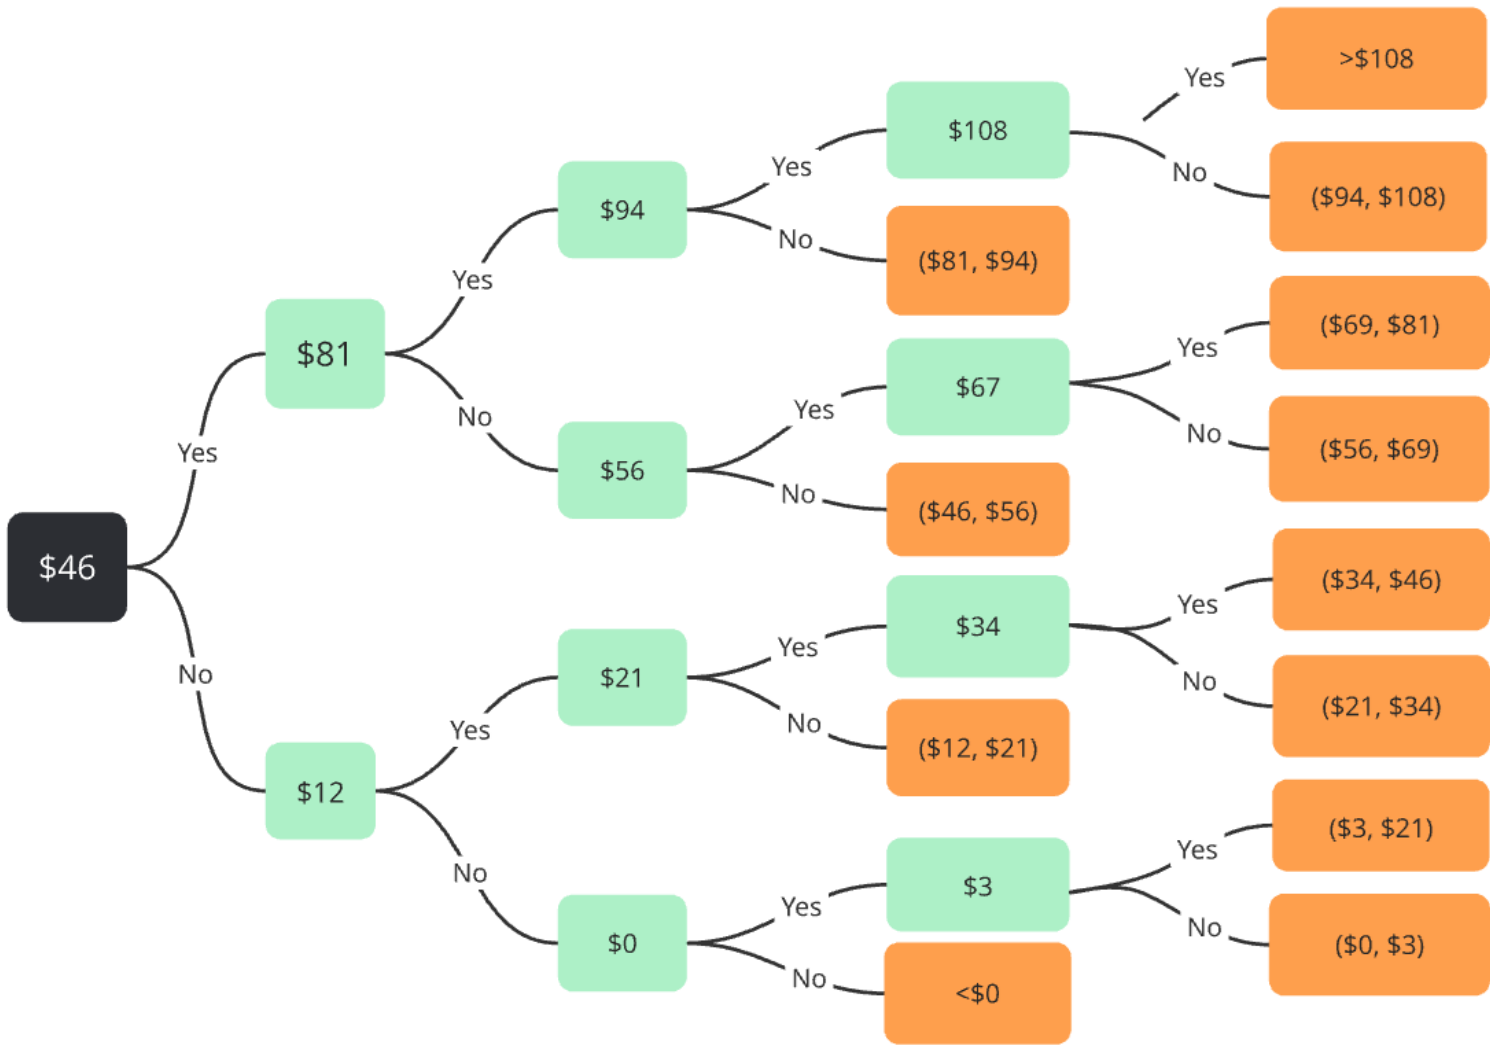 $46
Yes
No
$81
Yes
No
$12
Yes
No
$94
Yes
No
$56
Yes
No
$21
Yes
No
$0
Yes
No
$108
Yes
No
($81, $94)
$67
Yes
No
($46, $56)
$34
Yes
No
($12, $21)
$3
Yes
No
<$0
>$108
($94, $108)
($69, $81)
($56, $69)
($34, $46)
($21, $34)
($3, $21)
($0, $3)